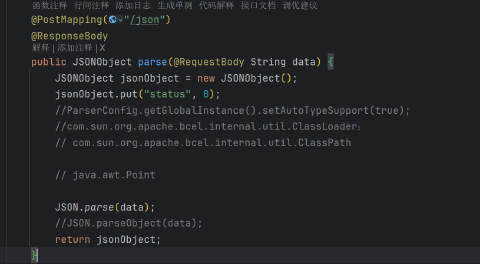 函数注释 行间注释 添加日志 生成单测 代码解释 接口文档 调优建议
@PostMapping("/json")
@ResponseBody
解释 | 添加注释 | X
public JSONObject parse(@RequestBody String data) {
JSONObject jsonObject = new JSONObject();
jsonObject.put("status", 0);
//ParserConfig.getGlobalInstance().setAutoTypeSupport(true);
//com.sun.org.apache.bcel.internal.util.ClassLoader;
// com.sun.org.apache.bcel.internal.util.ClassPath
// java.awt.Point
JSON.parse(data);
//JSON.parseObject(data);
return jsonObject;
}